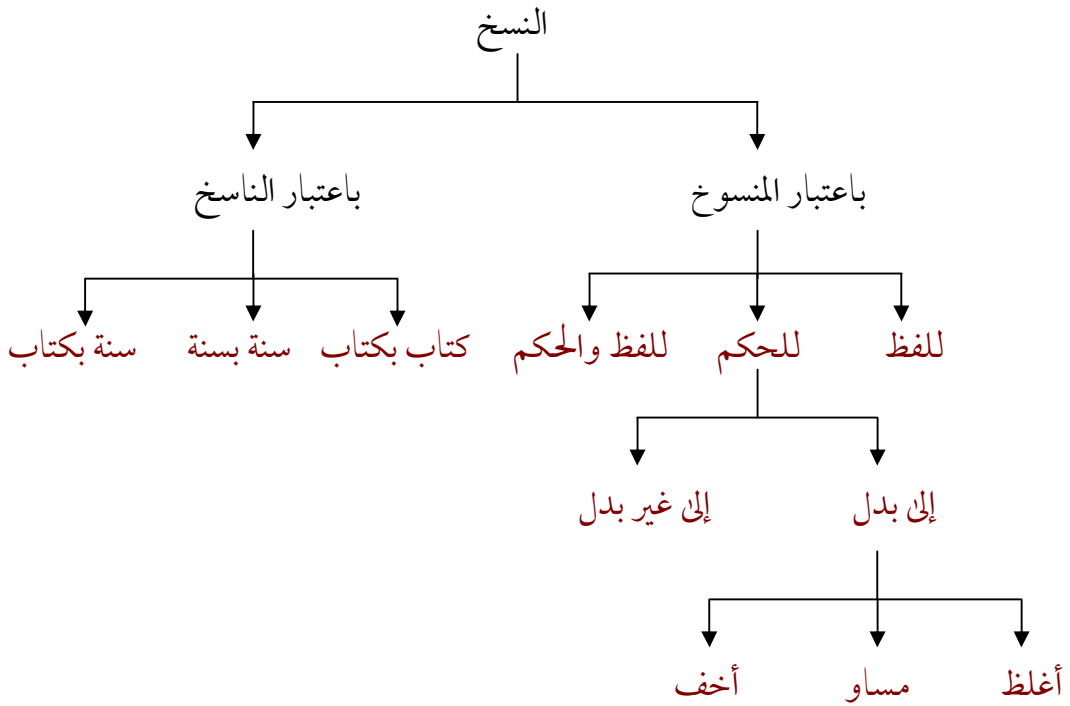 النسخ
باعتبار المنسوخ
باعتبار الناسخ
للفظ
للحكم
للفظ والحكم
كتاب بكتاب
سنة بسنة
سنة بكتاب
إلىٰ بدل
إلىٰ غير بدل
أغلظ
مساو
أخف